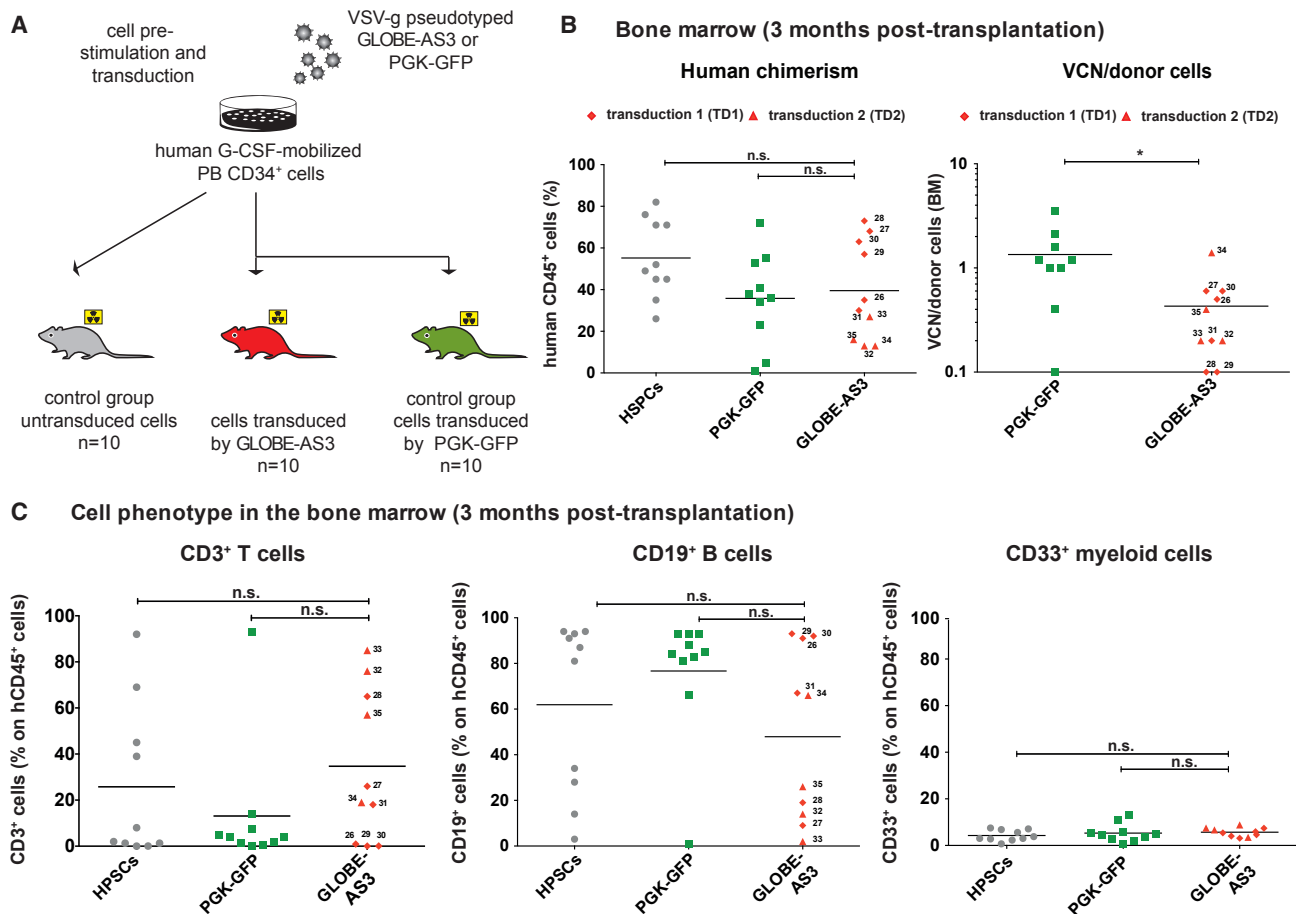 A
cell pre-
stimulation and
transduction
VSV-g pseudotyped
GLOBE-AS3 or
PGK-GFP
human G-CSF-mobilized
PB CD34⁺ cells
control group
untransduced cells
n=10
cells transduced
by GLOBE-AS3
n=10
control group
cells transduced
by PGK-GFP
n=10
B Bone marrow (3 months post-transplantation)
Human chimerism
transduction 1 (TD1) transduction 2 (TD2)
n.s.
n.s.
human CD45⁺ cells (%)
100
80
60
40
20
0
28
27
30
29
26
31
33
35
34
32
HSPCs
PGK-GFP
GLOBE-AS3
VCN/donor cells
transduction 1 (TD1) transduction 2 (TD2)
*
VCN/donor cells (BM)
10
1
0.1
34
27
30
26
35
33
31
32
28
29
PGK-GFP
GLOBE-AS3
C Cell phenotype in the bone marrow (3 months post-transplantation)
CD3⁺ T cells
n.s.
n.s.
CD3⁺ cells (% on hCD45⁺ cells)
100
80
60
40
20
0
33
32
28
35
27
34
31
26
29
30
HPSCs
PGK-GFP
GLOBE-
AS3
CD19⁺ B cells
n.s.
n.s.
CD19⁺ cells (% on hCD45⁺ cells)
100
80
60
40
20
0
29
30
26
31
34
35
28
32
27
33
HPSCs
PGK-GFP
GLOBE-
AS3
CD33⁺ myeloid cells
n.s.
n.s.
CD33⁺ cells (% on hCD45⁺ cells)
100
80
60
40
20
0
HPSCs
PGK-GFP
GLOBE-
AS3